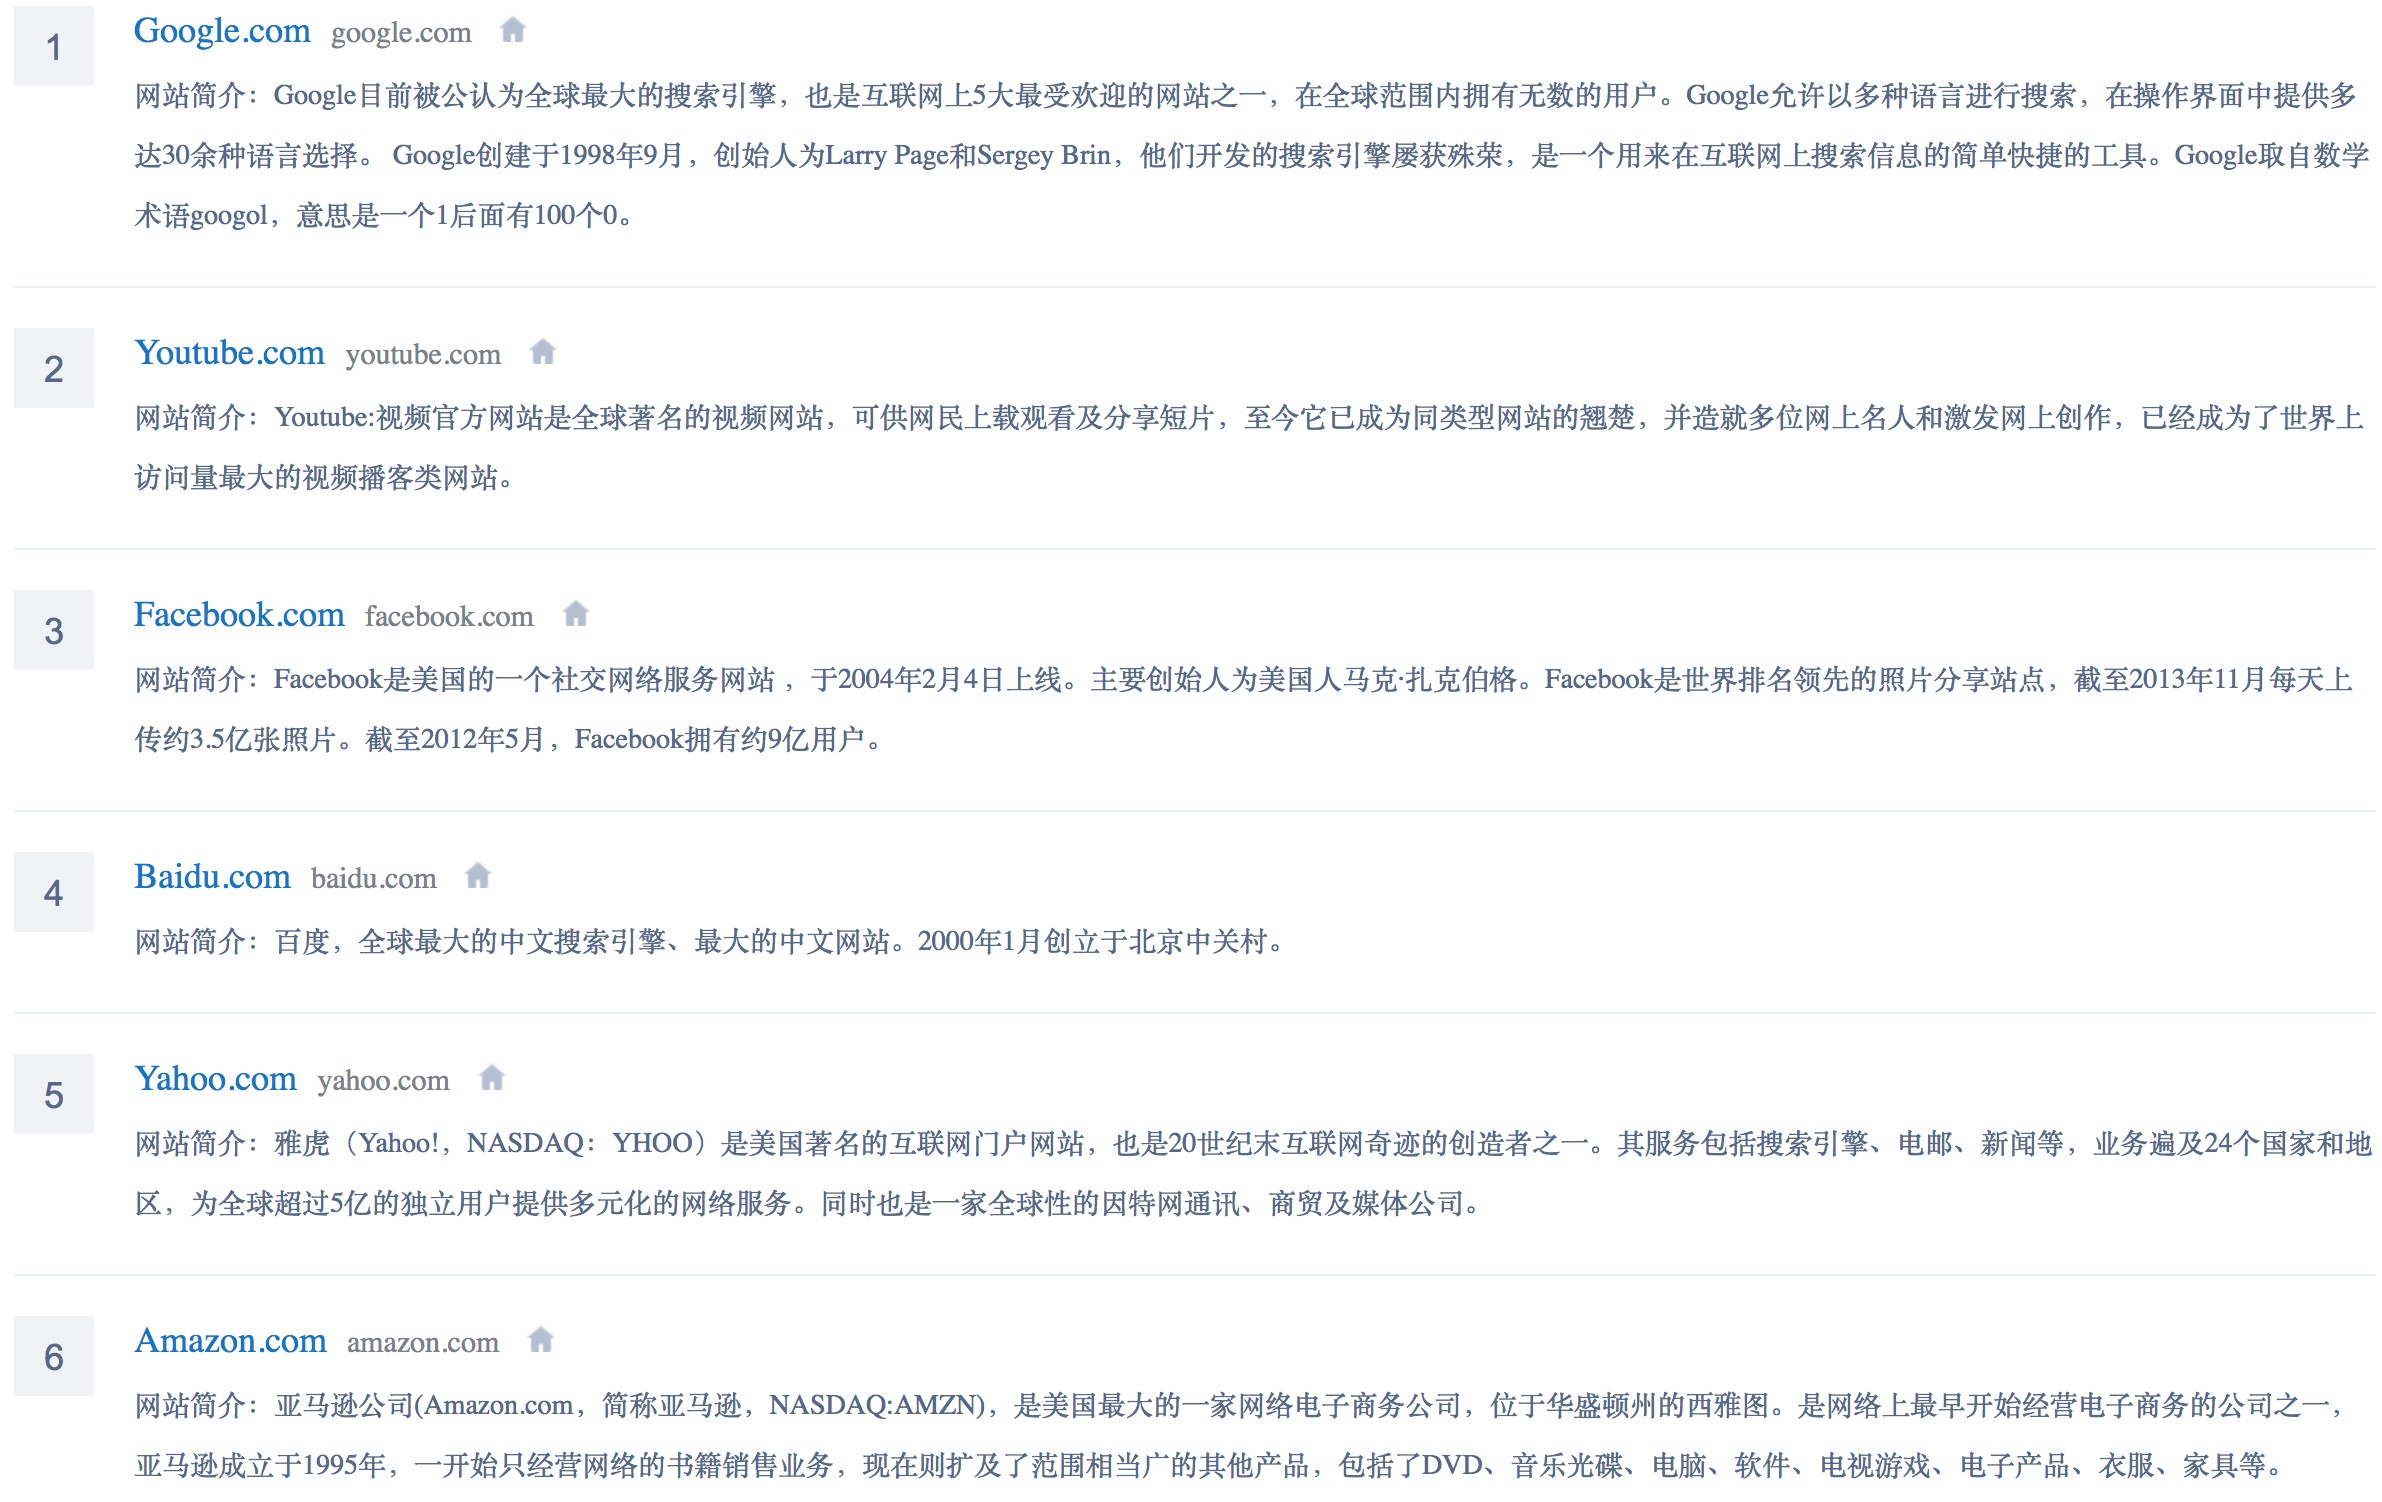 1
Google.com google.com
网站简介：Google目前被公认为全球最大的搜索引擎，也是互联网上5大最受欢迎的网站之一，在全球范围内拥有无数的用户。Google允许以多种语言进行搜索，在操作界面中提供多
达30余种语言选择。 Google创建于1998年9月，创始人为Larry Page和Sergey Brin，他们开发的搜索引擎屡获殊荣，是一个用来在互联网上搜索信息的简单快捷的工具。Google取自数学
术语googol，意思是一个1后面有100个0。
2
Youtube.com youtube.com
网站简介：Youtube:视频官方网站是全球著名的视频网站，可供网民上载观看及分享短片，至今它已成为同类型网站的翘楚，并造就多位网上名人和激发网上创作，已经成为了世界上
访问量最大的视频播客类网站。
3
Facebook.com facebook.com
网站简介：Facebook是美国的一个社交网络服务网站 ，于2004年2月4日上线。主要创始人为美国人马克·扎克伯格。Facebook是世界排名领先的照片分享站点，截至2013年11月每天上
传约3.5亿张照片。截至2012年5月，Facebook拥有约9亿用户。
4
Baidu.com baidu.com
网站简介：百度，全球最大的中文搜索引擎、最大的中文网站。2000年1月创立于北京中关村。
5
Yahoo.com yahoo.com
网站简介：雅虎（Yahoo!，NASDAQ：YHOO）是美国著名的互联网门户网站，也是20世纪末互联网奇迹的创造者之一。其服务包括搜索引擎、电邮、新闻等，业务遍及24个国家和地
区，为全球超过5亿的独立用户提供多元化的网络服务。同时也是一家全球性的因特网通讯、商贸及媒体公司。
6
Amazon.com amazon.com
网站简介：亚马逊公司(Amazon.com，简称亚马逊，NASDAQ:AMZN)，是美国最大的一家网络电子商务公司，位于华盛顿州的西雅图。是网络上最早开始经营电子商务的公司之一，
亚马逊成立于1995年，一开始只经营网络的书籍销售业务，现在则扩及了范围相当广的其他产品，包括了DVD、音乐光碟、电脑、软件、电视游戏、电子产品、衣服、家具等。